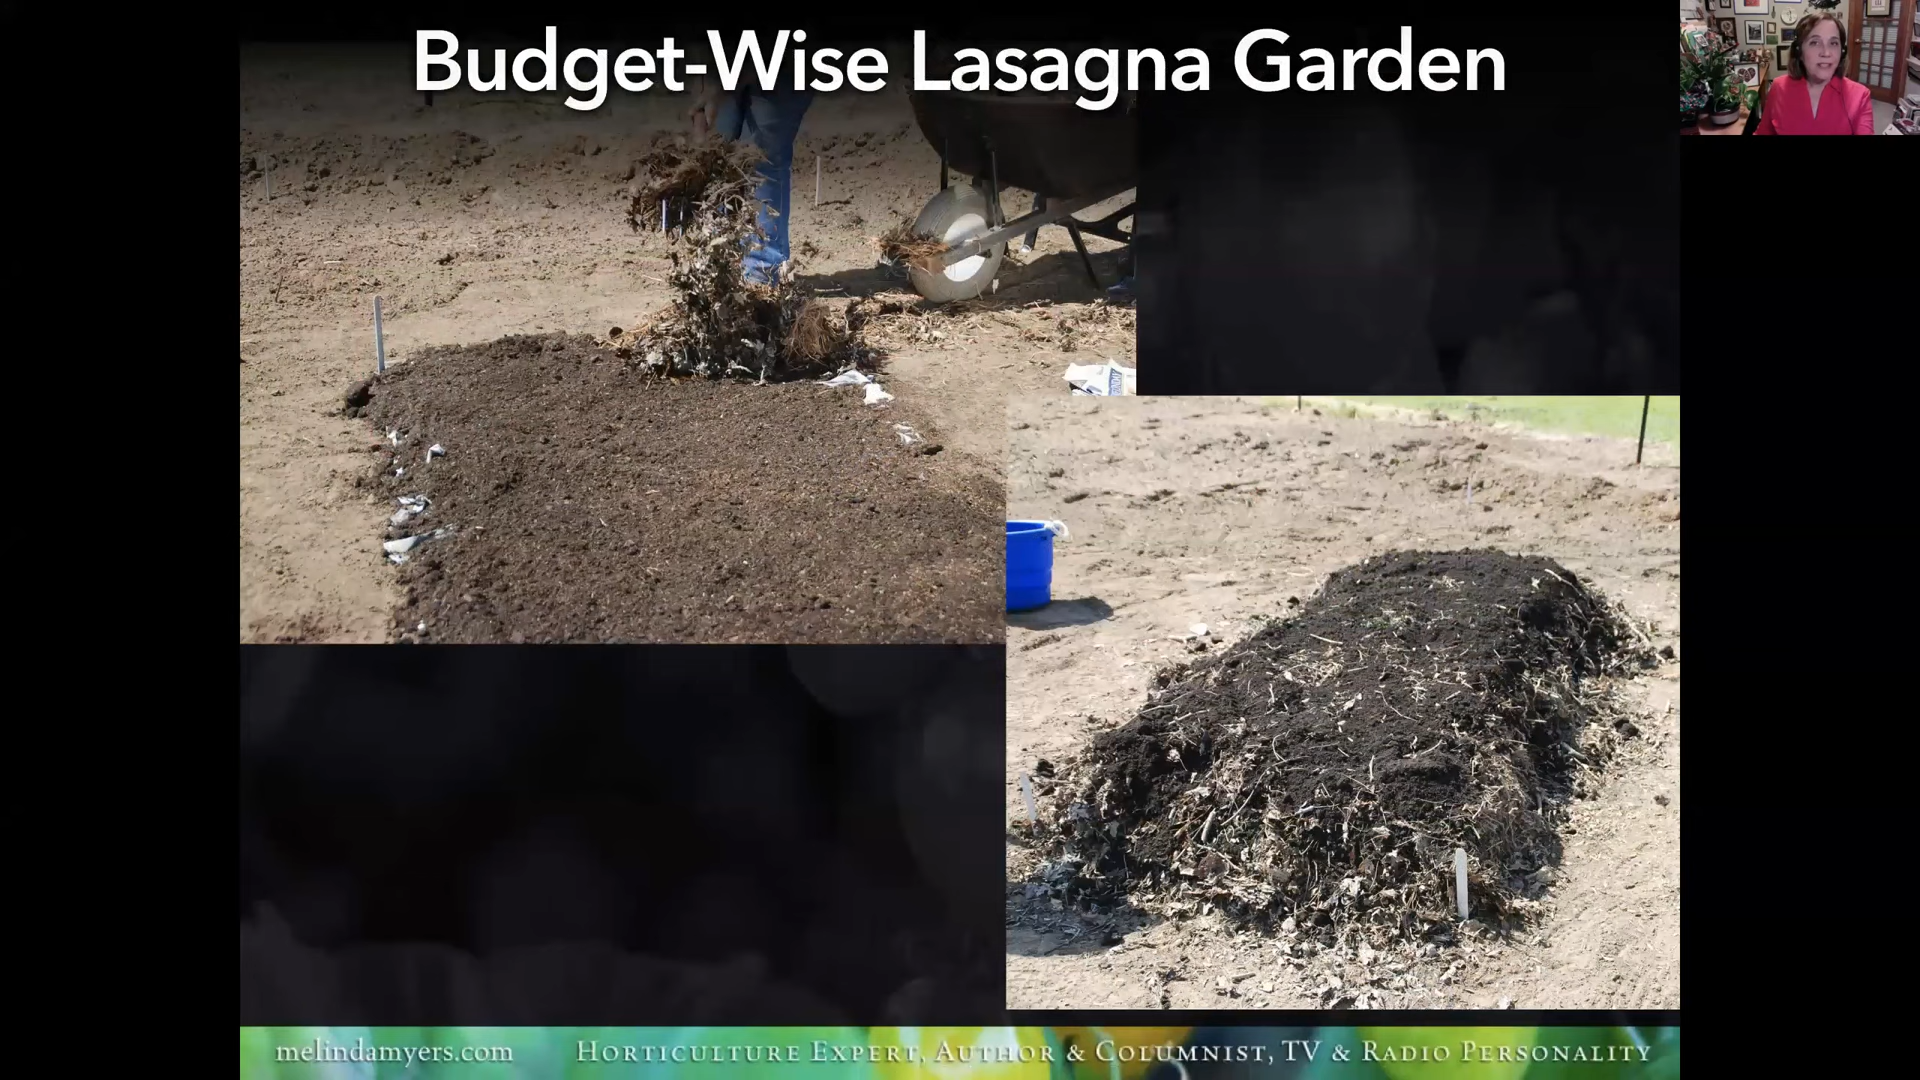 Budget-Wise Lasagna Garden
melindamyers.com Horticulture Expert, Author & Columnist, TV & Radio Personality